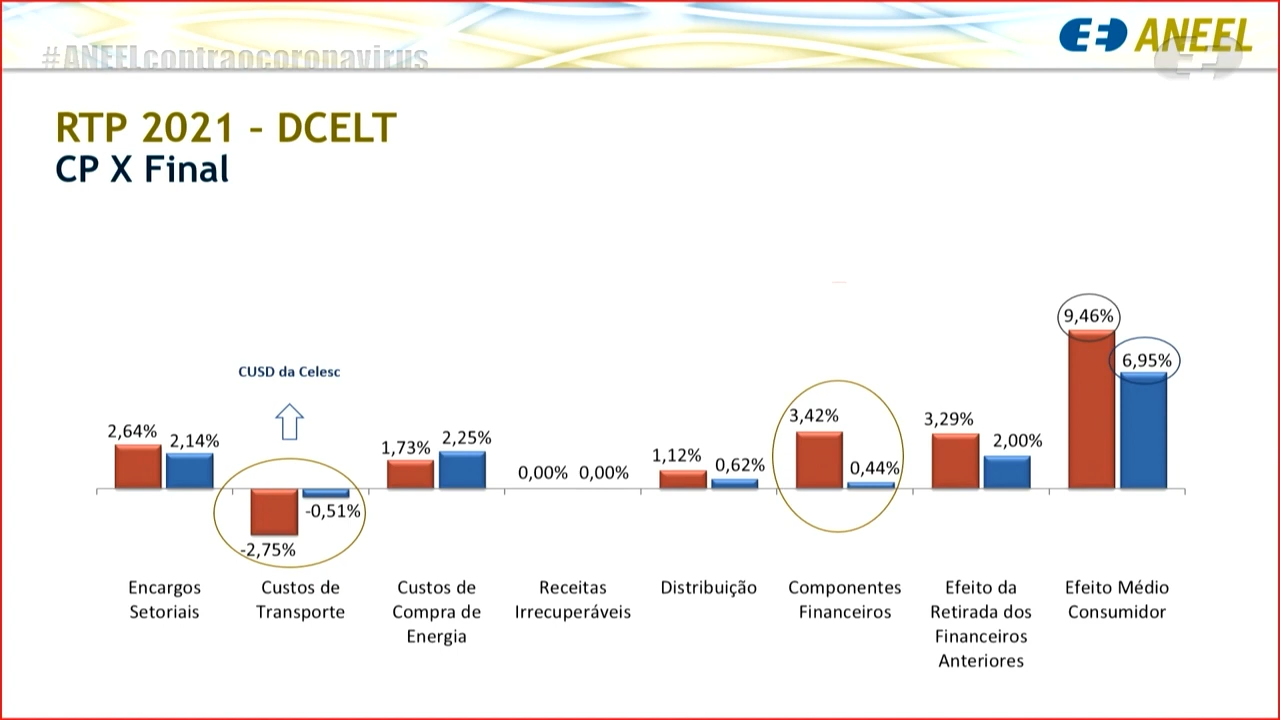 #ANEELcontraocoronavirus
ANEEL
RTP 2021 – DCELT
CP X Final
CUSD da Celesc
2,64%
2,14%
-2,75%
-0,51%
1,73%
2,25%
0,00%
0,00%
1,12%
0,62%
3,42%
0,44%
3,29%
2,00%
9,46%
6,95%
Encargos
Setoriais
Custos de
Transporte
Custos de
Compra de
Energia
Receitas
Irrecuperáveis
Distribuição
Componentes
Financeiros
Efeito da
Retirada dos
Financeiros
Anteriores
Efeito Médio
Consumidor